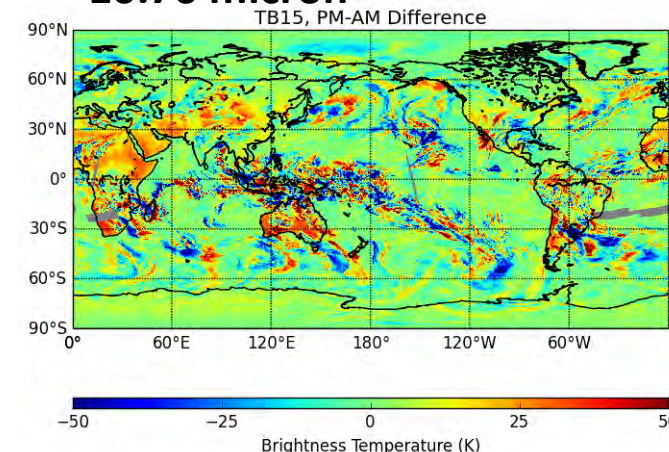 TB15, PM-AM Difference
90°N
60°N
30°N
0°
30°S
60°S
90°S
0° 60°E 120°E 180° 120°W 60°W
−50 −25 0 25
Brightness Temperature (K)